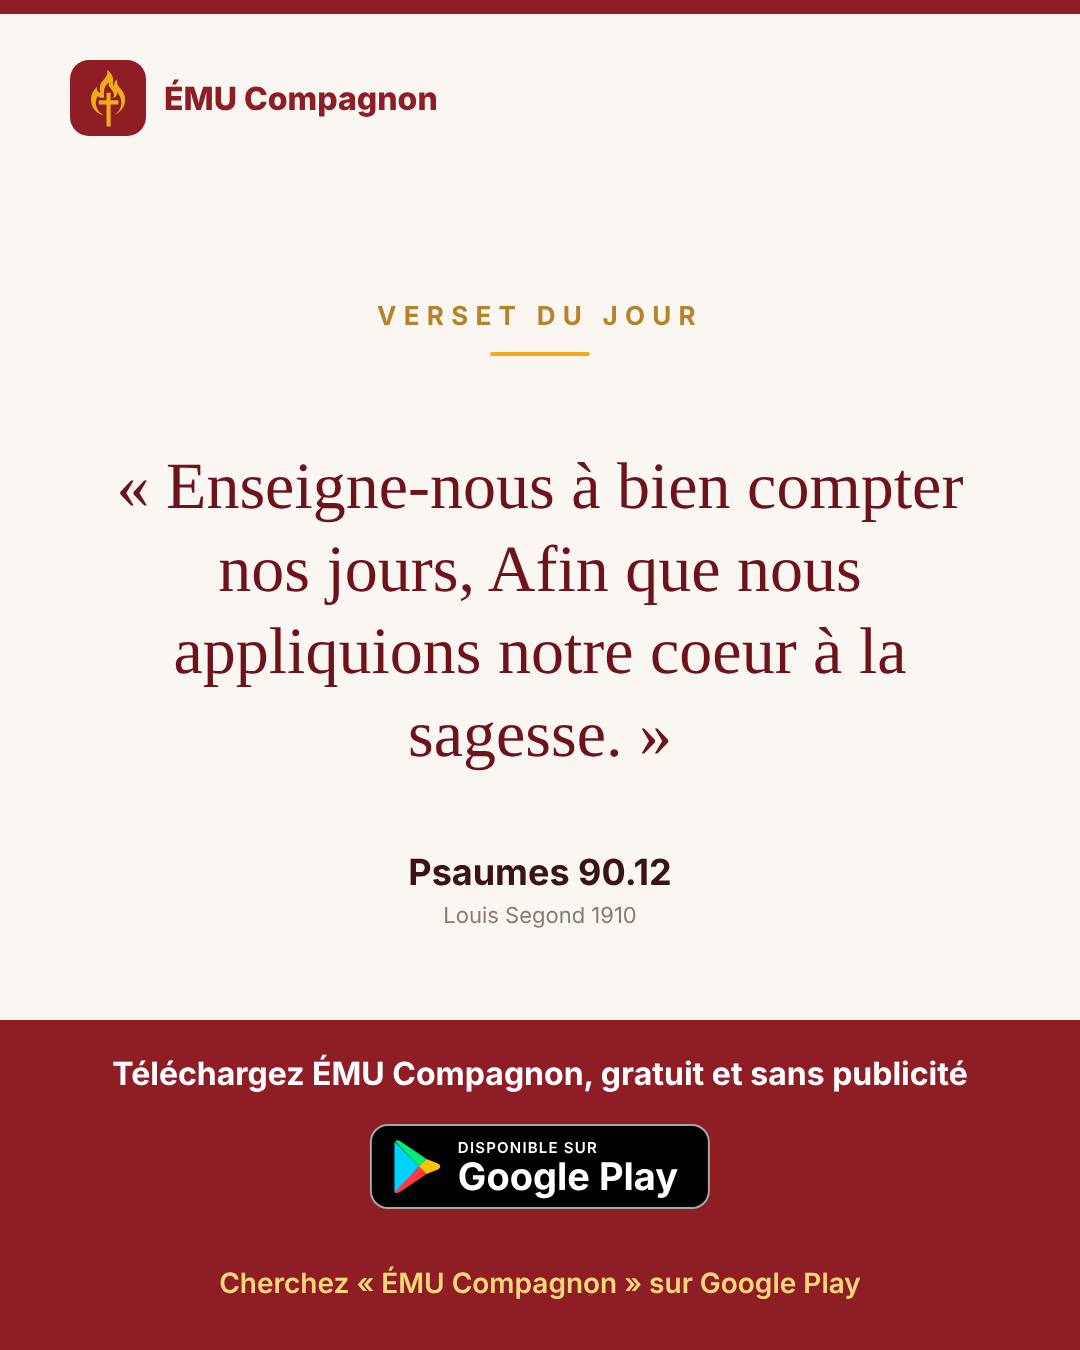 ÉMU Compagnon
VERSET DU JOUR
« Enseigne-nous à bien compter
nos jours, Afin que nous
appliquions notre coeur à la
sagesse. »
Psaumes 90.12
Louis Segond 1910
Téléchargez ÉMU Compagnon, gratuit et sans publicité
DISPONIBLE SUR
Google Play
Cherchez « ÉMU Compagnon » sur Google Play